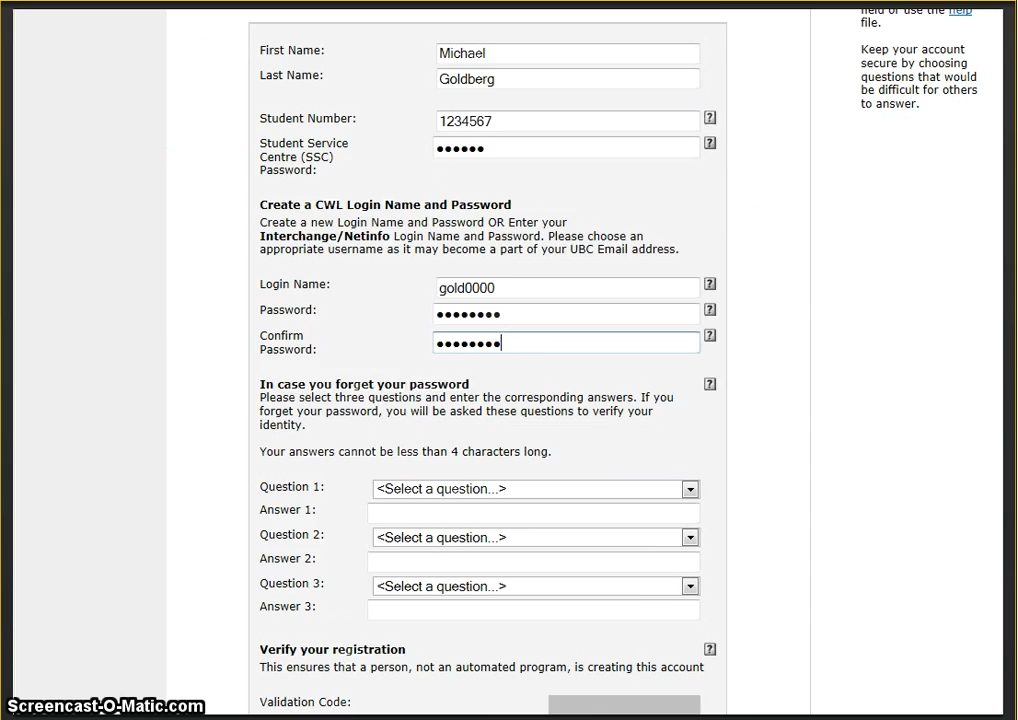 field or use the help
file.
Keep your account
secure by choosing
questions that would
be difficult for others
to answer.
First Name: Michael
Last Name: Goldberg
Student Number: 1234567 ?
Student Service
Centre (SSC)
Password: ●●●●●● ?
Create a CWL Login Name and Password
Create a new Login Name and Password OR Enter your
Interchange/Netinfo Login Name and Password. Please choose an
appropriate username as it may become a part of your UBC Email address.
Login Name: gold0000 ?
Password: ●●●●●●●● ?
Confirm
Password: ●●●●●●●● ?
In case you forget your password ?
Please select three questions and enter the corresponding answers. If you
forget your password, you will be asked these questions to verify your
identity.
Your answers cannot be less than 4 characters long.
Question 1: <Select a question...>
Answer 1:
Question 2: <Select a question...>
Answer 2:
Question 3: <Select a question...>
Answer 3:
Verify your registration ?
This ensures that a person, not an automated program, is creating this account
Validation Code:
Screencast-O-Matic.com